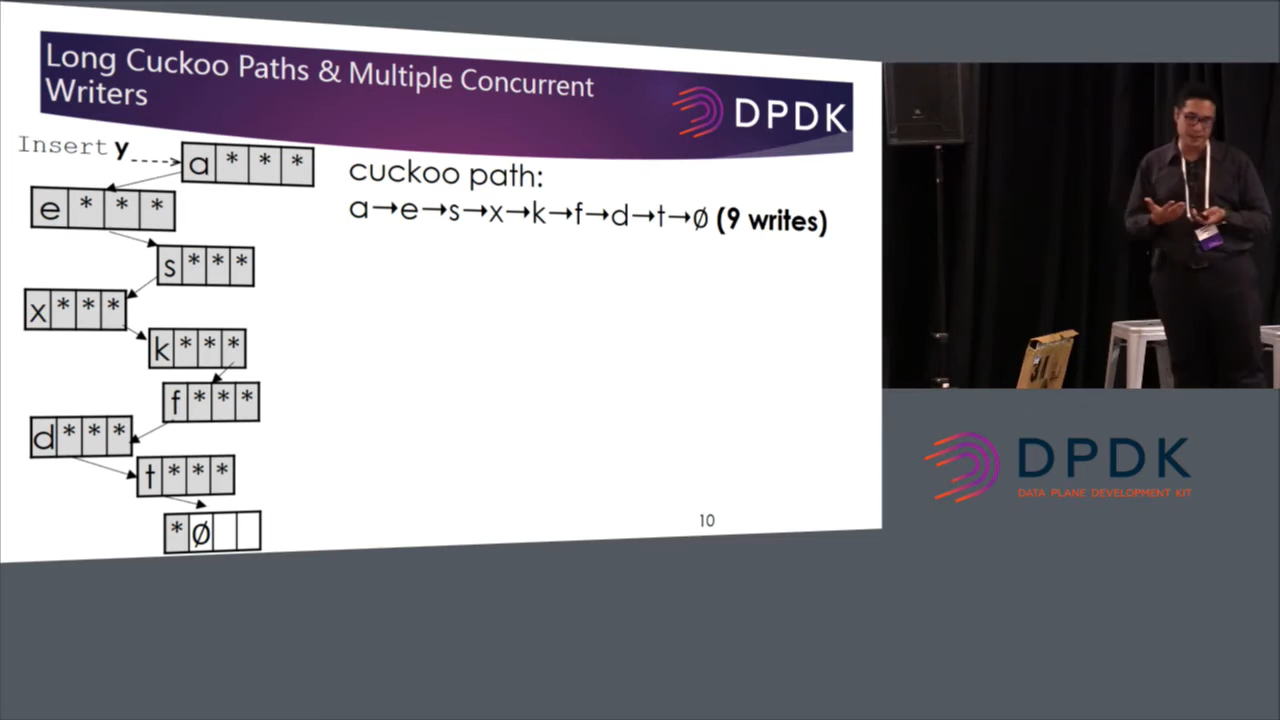 Long Cuckoo Paths & Multiple Concurrent
Writers
DPDK
Insert y
a * * *
cuckoo path:
e * * *
a→e→s→x→k→f→d→t→Ø (9 writes)
s * * *
x * * *
k * * *
f * * *
d * * *
t * * *
* Ø
10
DPDK
DATA PLANE DEVELOPMENT KIT